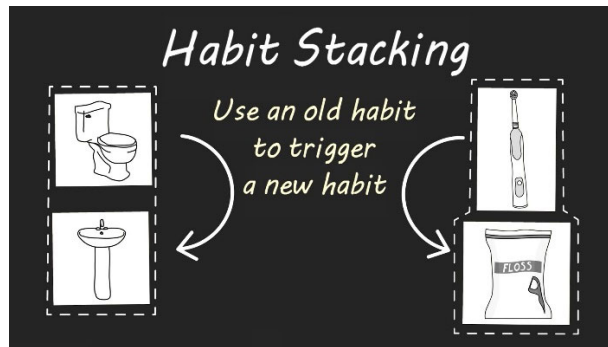 Habit Stacking
Use an old habit
to trigger
a new habit
FLOSS